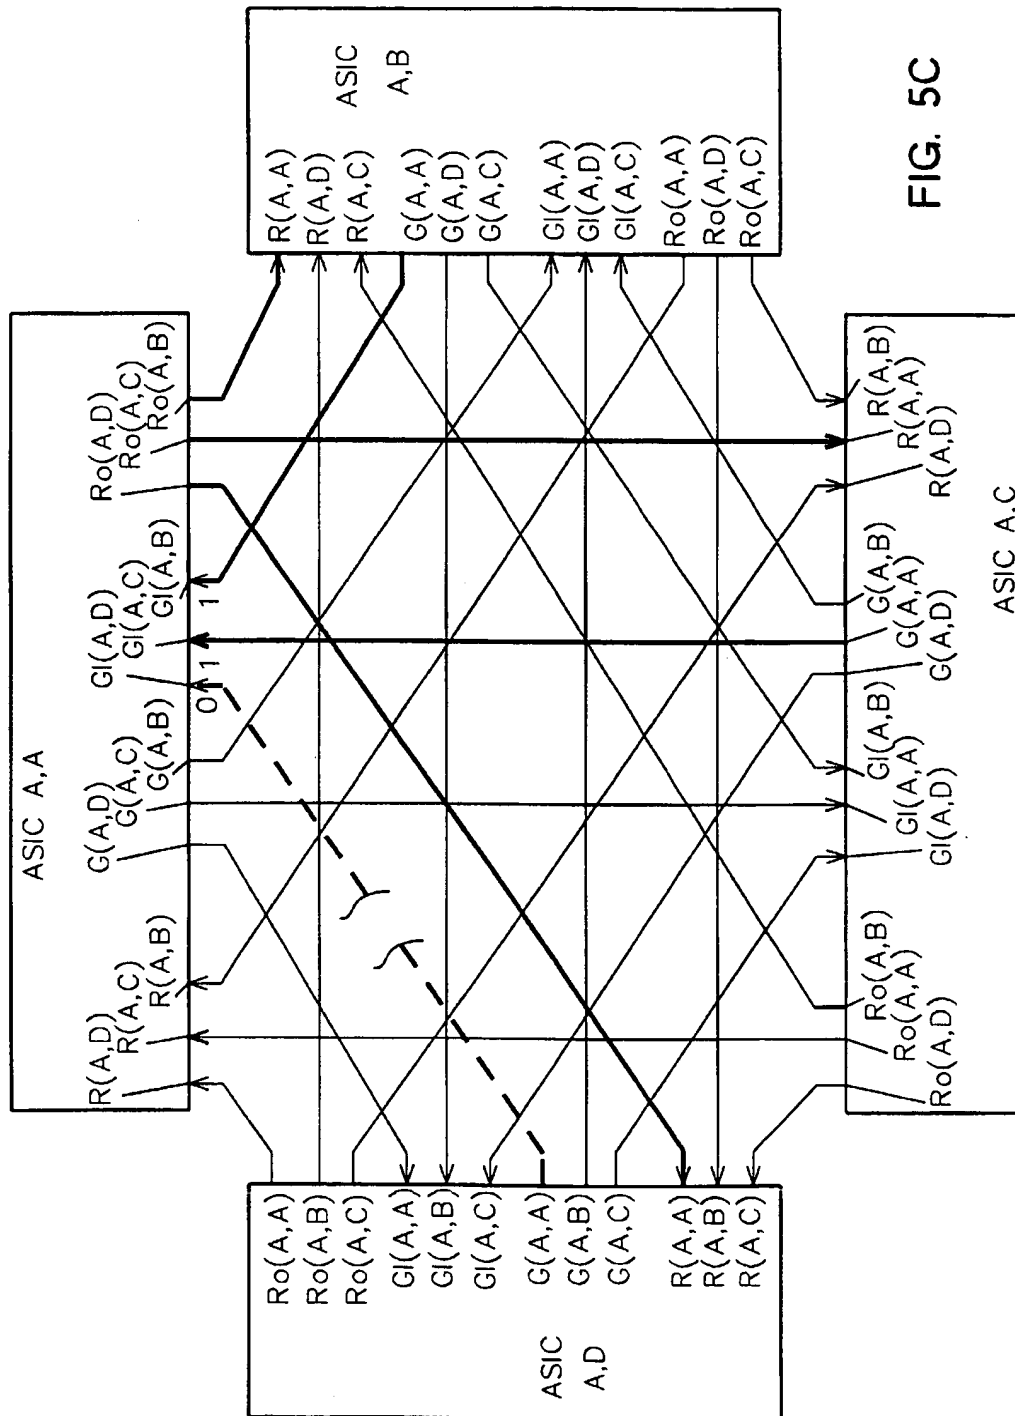 ASIC A,A
R(A,D)
R(A,C)
R(A,B)
G(A,D)
G(A,C)
G(A,B)
GI(A,D)
GI(A,C)
GI(A,B)
Ro(A,D)
Ro(A,C)
Ro(A,B)
0
1
1
ASIC
A,D
Ro(A,A)
Ro(A,B)
Ro(A,C)
GI(A,A)
GI(A,B)
GI(A,C)
G(A,A)
G(A,B)
G(A,C)
R(A,A)
R(A,B)
R(A,C)
ASIC
A,B
R(A,A)
R(A,D)
R(A,C)
G(A,A)
G(A,D)
G(A,C)
GI(A,A)
GI(A,D)
GI(A,C)
Ro(A,A)
Ro(A,D)
Ro(A,C)
Ro(A,B)
Ro(A,A)
Ro(A,D)
GI(A,B)
GI(A,A)
GI(A,D)
G(A,B)
G(A,A)
G(A,D)
R(A,B)
R(A,A)
R(A,D)
ASIC A,C
FIG. 5C